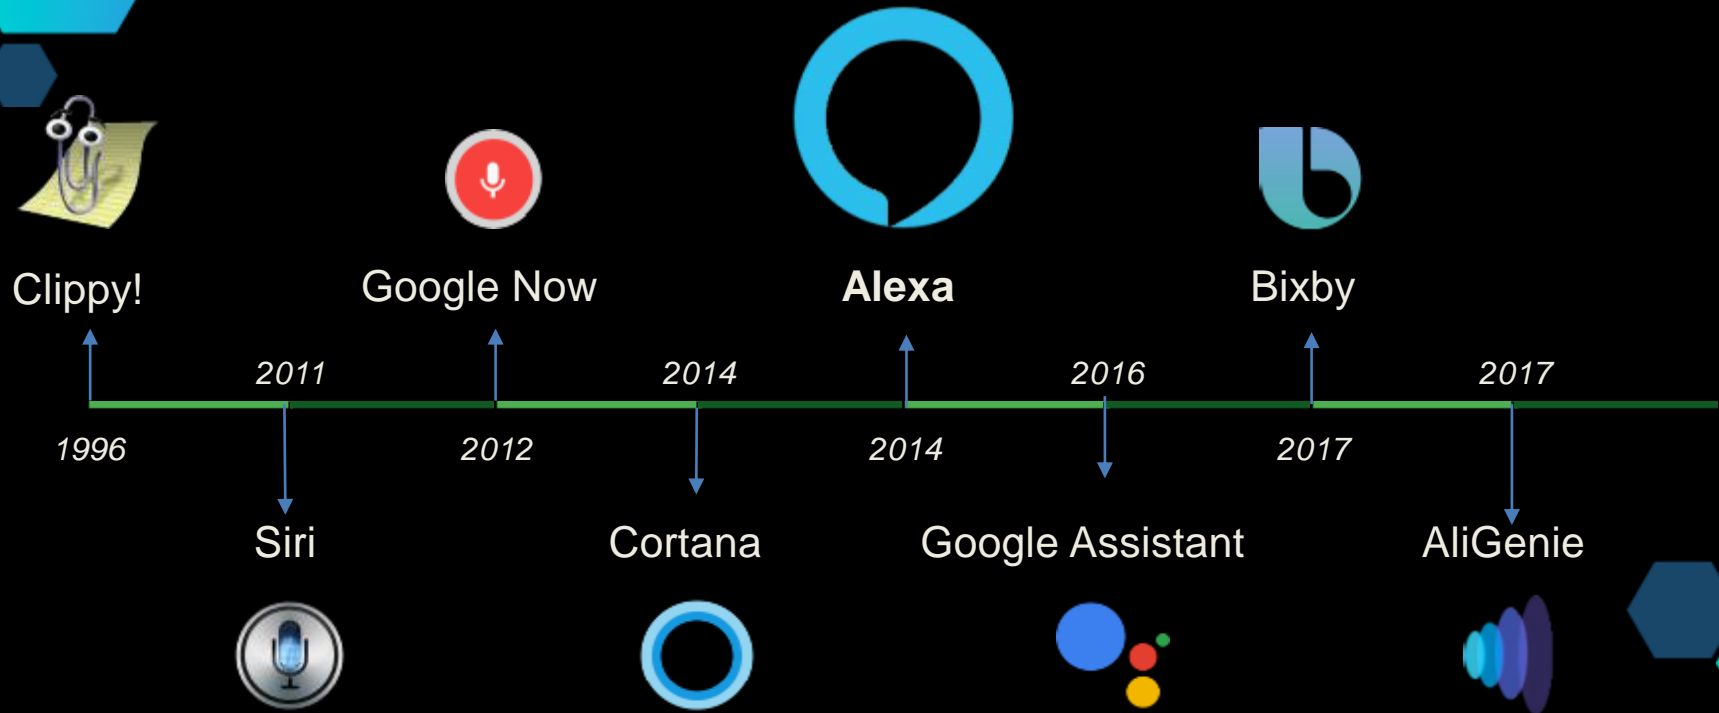 Clippy!
Google Now
Alexa
Bixby
2011
2014
2016
2017
1996
2012
2014
2017
Siri
Cortana
Google Assistant
AliGenie